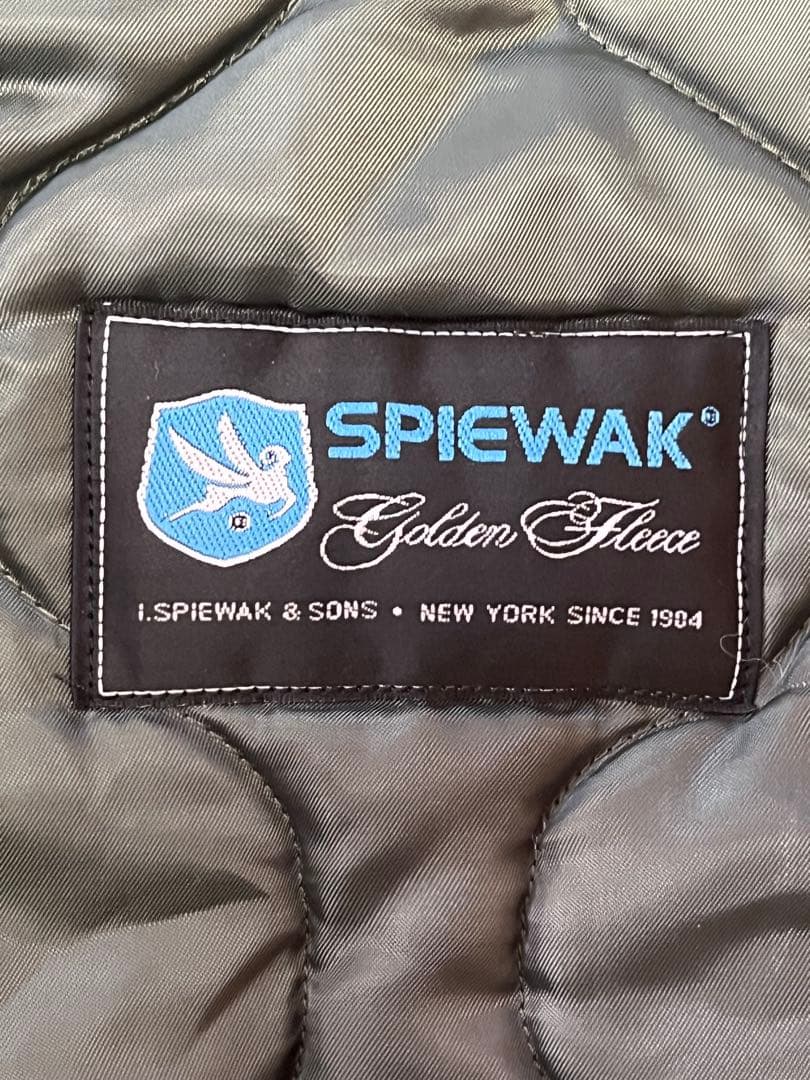 SPIEWAK®
Golden Fleece
I.SPIEWAK & SONS • NEW YORK SINCE 1904